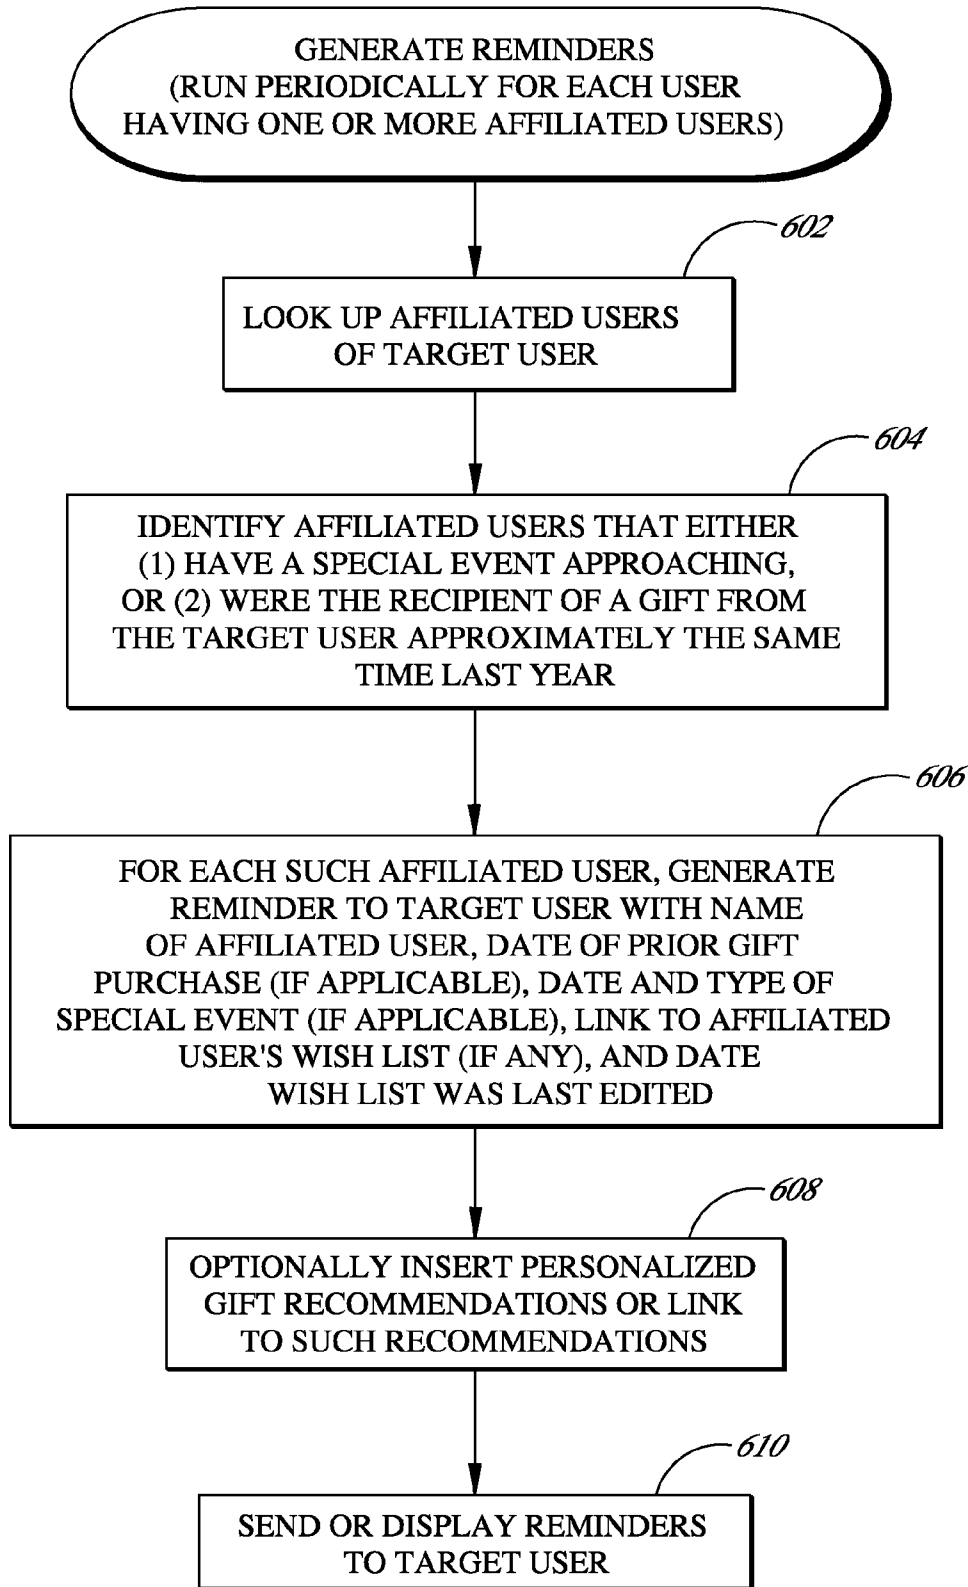 GENERATE REMINDERS
(RUN PERIODICALLY FOR EACH USER
HAVING ONE OR MORE AFFILIATED USERS)
602
LOOK UP AFFILIATED USERS
OF TARGET USER
604
IDENTIFY AFFILIATED USERS THAT EITHER
(1) HAVE A SPECIAL EVENT APPROACHING,
OR (2) WERE THE RECIPIENT OF A GIFT FROM
THE TARGET USER APPROXIMATELY THE SAME
TIME LAST YEAR
606
FOR EACH SUCH AFFILIATED USER, GENERATE
REMINDER TO TARGET USER WITH NAME
OF AFFILIATED USER, DATE OF PRIOR GIFT
PURCHASE (IF APPLICABLE), DATE AND TYPE OF
SPECIAL EVENT (IF APPLICABLE), LINK TO AFFILIATED
USER'S WISH LIST (IF ANY), AND DATE
WISH LIST WAS LAST EDITED
608
OPTIONALLY INSERT PERSONALIZED
GIFT RECOMMENDATIONS OR LINK
TO SUCH RECOMMENDATIONS
610
SEND OR DISPLAY REMINDERS
TO TARGET USER